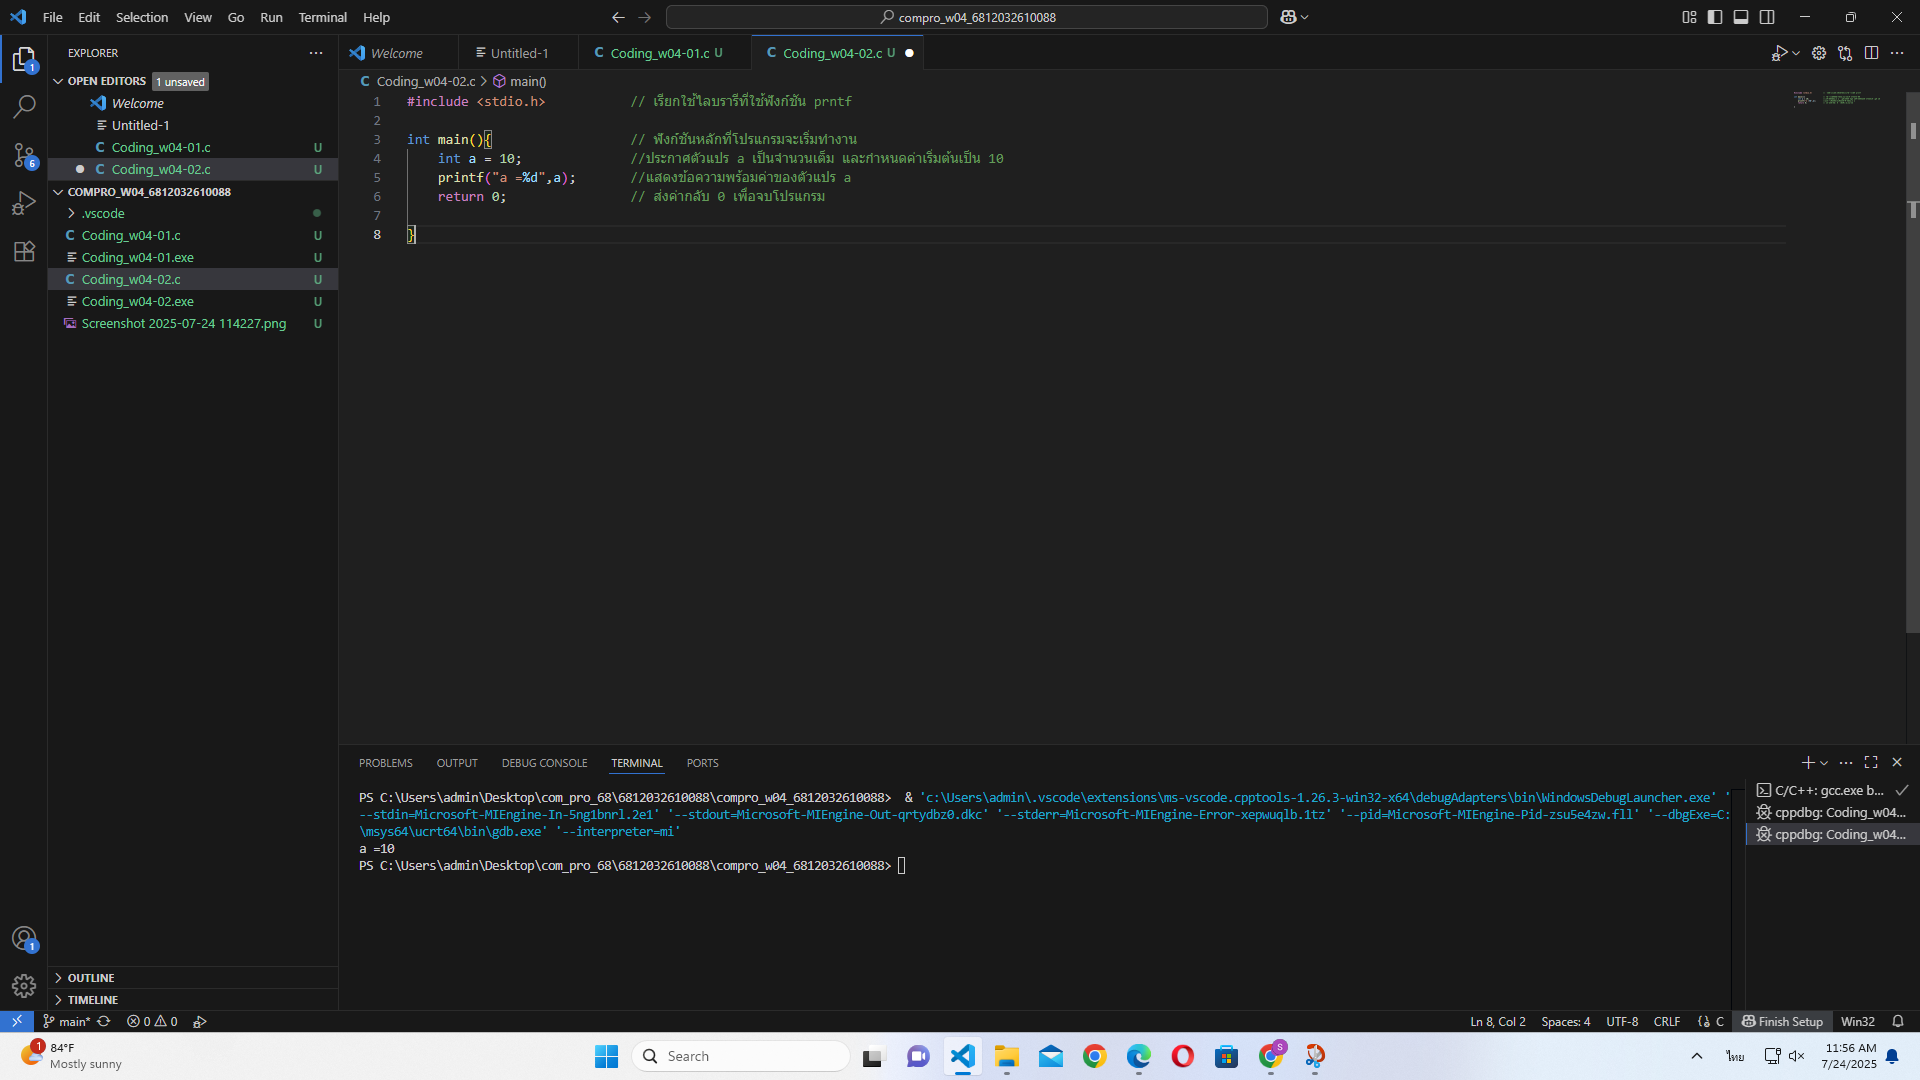 File Edit Selection View Go Run Terminal Help
compro_w04_6812032610088
EXPLORER
OPEN EDITORS 1 unsaved
Welcome
Untitled-1
Coding_w04-01.c U
Coding_w04-02.c U
COMPRO_W04_6812032610088
.vscode
Coding_w04-01.c U
Coding_w04-01.exe U
Coding_w04-02.c U
Coding_w04-02.exe U
Screenshot 2025-07-24 114227.png U
OUTLINE
TIMELINE
Welcome Untitled-1 Coding_w04-01.c U Coding_w04-02.c U
Coding_w04-02.c > main()
1 #include <stdio.h> // เรียกใช้ไลบรารีที่ใช้ฟังก์ชัน prntf
2
3 int main(){ // ฟังก์ชันหลักที่โปรแกรมจะเริ่มทำงาน
4 int a = 10; //ประกาศตัวแปร a เป็นจำนวนเต็ม และกำหนดค่าเริ่มต้นเป็น 10
5 printf("a =%d",a); //แสดงข้อความพร้อมค่าของตัวแปร a
6 return 0; // ส่งค่ากลับ 0 เพื่อจบโปรแกรม
7
8 }
PROBLEMS OUTPUT DEBUG CONSOLE TERMINAL PORTS
PS C:\Users\admin\Desktop\com_pro_68\6812032610088\compro_w04_6812032610088> & 'c:\Users\admin\.vscode\extensions\ms-vscode.cpptools-1.26.3-win32-x64\debugAdapters\bin\WindowsDebugLauncher.exe' '
--stdin=Microsoft-MIEngine-In-5ng1bnrl.2e1' '--stdout=Microsoft-MIEngine-Out-qrtydbz0.dkc' '--stderr=Microsoft-MIEngine-Error-xepwuqlb.1tz' '--pid=Microsoft-MIEngine-Pid-zsu5e4zw.fll' '--dbgExe=C:
\msys64\ucrt64\bin\gdb.exe' '--interpreter=mi'
a =10
PS C:\Users\admin\Desktop\com_pro_68\6812032610088\compro_w04_6812032610088>
C/C++: gcc.exe b...
cppdbg: Coding_w04...
cppdbg: Coding_w04...
main* 0 0
Ln 8, Col 2 Spaces: 4 UTF-8 CRLF {} C Finish Setup Win32
84°F
Mostly sunny
Search
ไทย
11:56 AM
7/24/2025